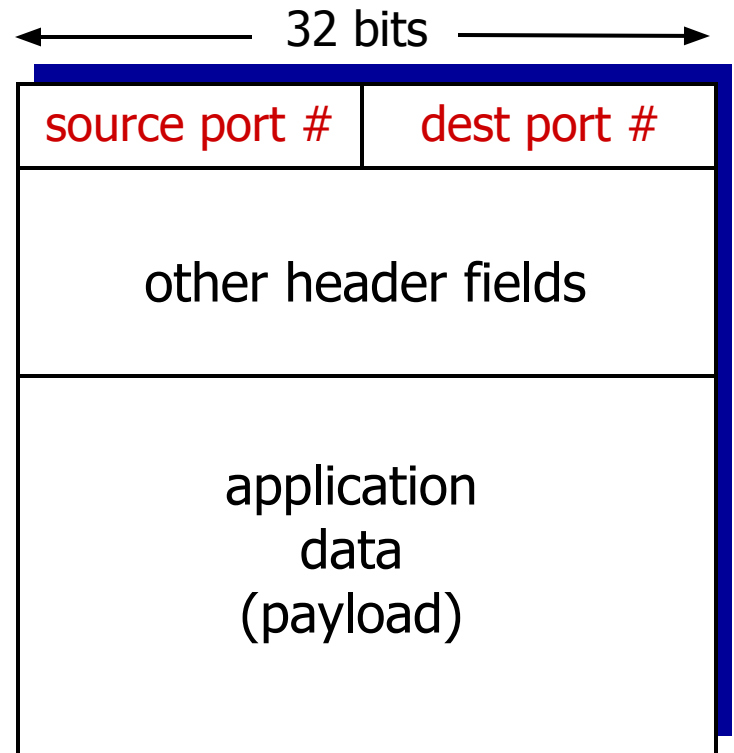 32 bits
source port # dest port #
other header fields
application
data
(payload)